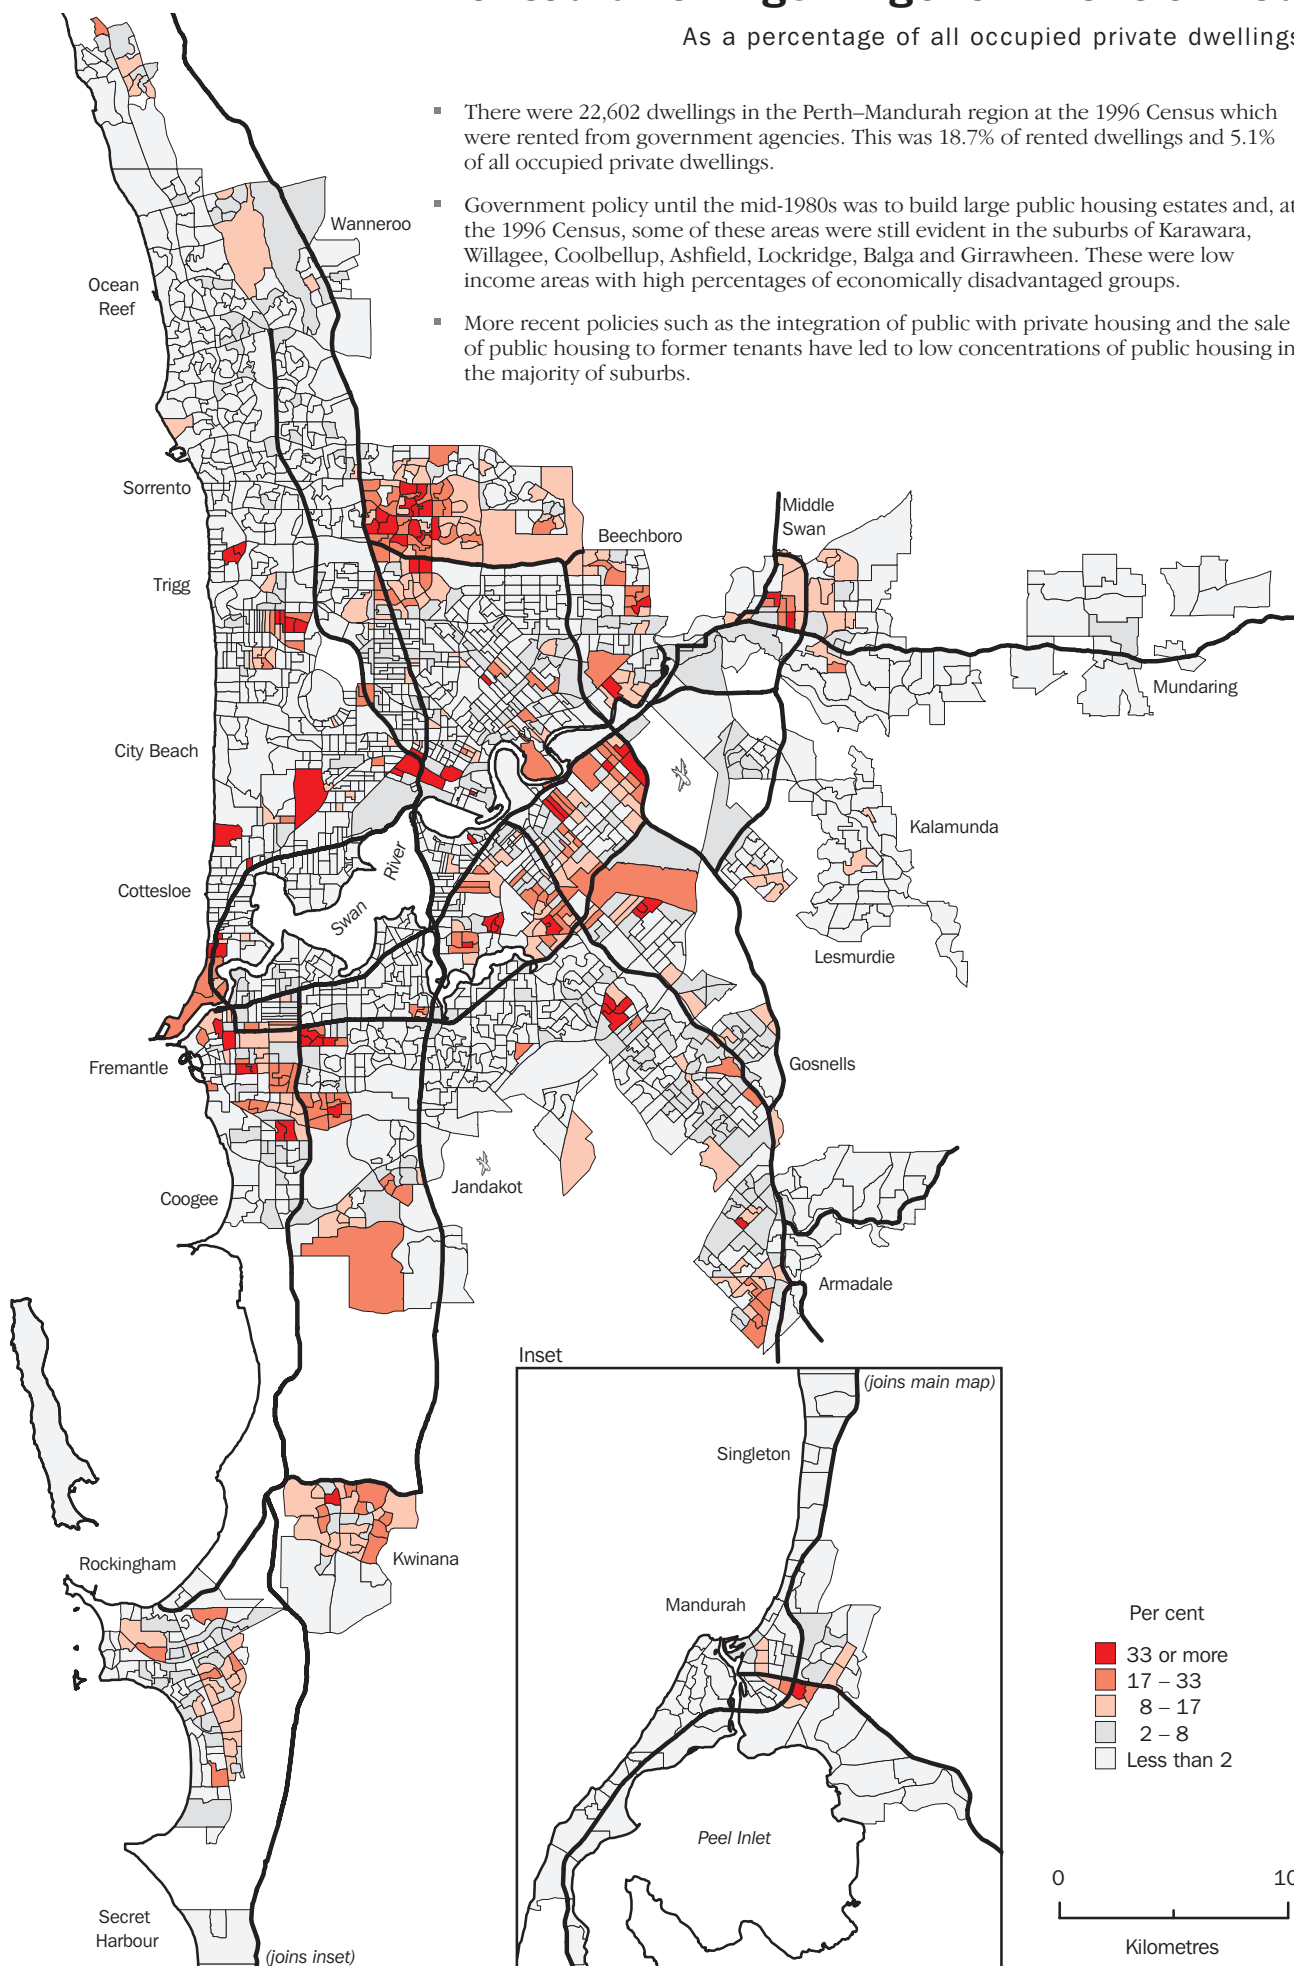 As a percentage of all occupied private dwellings
▪ There were 22,602 dwellings in the Perth–Mandurah region at the 1996 Census which
were rented from government agencies. This was 18.7% of rented dwellings and 5.1%
of all occupied private dwellings.
▪ Government policy until the mid-1980s was to build large public housing estates and, at
the 1996 Census, some of these areas were still evident in the suburbs of Karawara,
Willagee, Coolbellup, Ashfield, Lockridge, Balga and Girrawheen. These were low
income areas with high percentages of economically disadvantaged groups.
▪ More recent policies such as the integration of public with private housing and the sale
of public housing to former tenants have led to low concentrations of public housing in
the majority of suburbs.
Wanneroo
Ocean
Reef
Sorrento
Middle
Swan
Beechboro
Trigg
Mundaring
City Beach
Kalamunda
River
Cottesloe
Swan
Lesmurdie
Fremantle
Gosnells
Jandakot
Coogee
Armadale
Inset
(joins main map)
Singleton
Kwinana
Rockingham
Mandurah
Per cent
33 or more
17 – 33
8 – 17
2 – 8
Less than 2
Peel Inlet
0 10
Secret
Harbour
Kilometres
(joins inset)